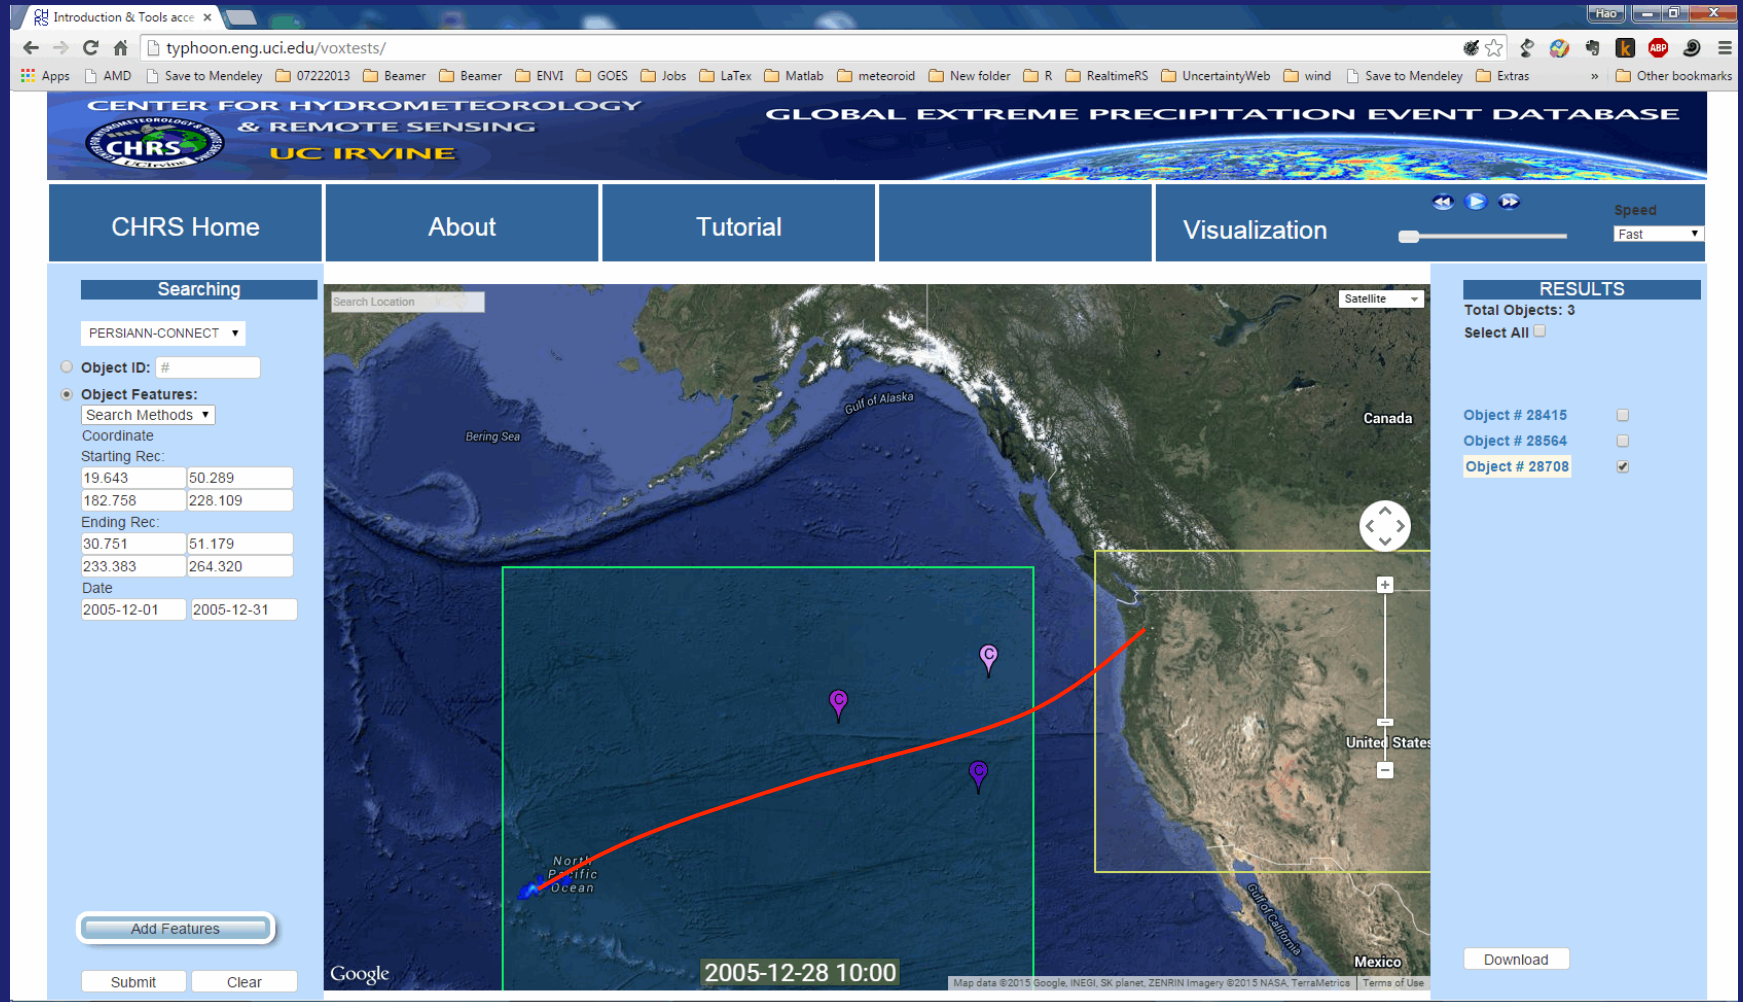 Introduction & Tools acce
Hao
typhoon.eng.uci.edu/voxtests/
Apps AMD Save to Mendeley 07222013 Beamer Beamer ENVI GOES Jobs LaTex Matlab meteoroid New folder R RealtimeRS UncertaintyWeb wind Save to Mendeley Extras » Other bookmarks
CENTER FOR HYDROMETEOROLOGY
& REMOTE SENSING
UC IRVINE
CHRS
GLOBAL EXTREME PRECIPITATION EVENT DATABASE
CHRS Home
About
Tutorial
Visualization
Speed
Fast
Searching
PERSIANN-CONNECT
Object ID: #
Object Features:
Search Methods
Coordinate
Starting Rec:
19.643 50.289
182.758 228.109
Ending Rec:
30.751 51.179
233.383 264.320
Date
2005-12-01 2005-12-31
Add Features
Submit Clear
Search Location
Satellite
Gulf of Alaska
Bering Sea
Canada
C
C
C
United States
North
Pacific
Ocean
Gulf of California
Mexico
Google
2005-12-28 10:00
Map data ©2015 Google, INEGI, SK planet, ZENRIN Imagery ©2015 NASA, TerraMetrics Terms of Use
RESULTS
Total Objects: 3
Select All
Object # 28415
Object # 28564
Object # 28708
Download